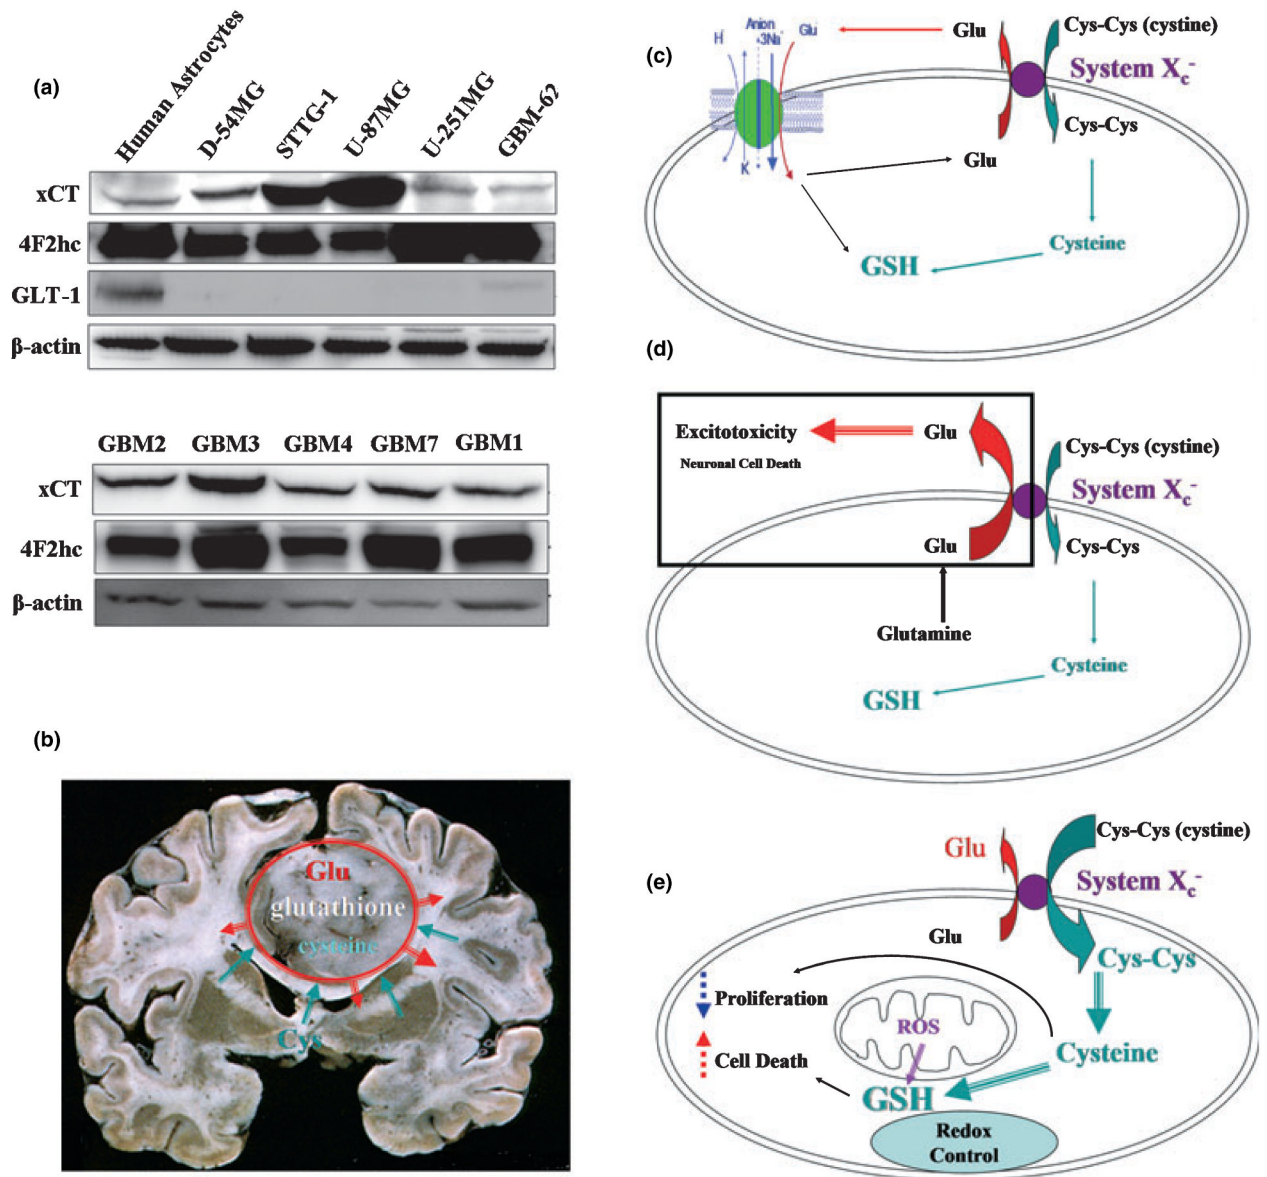 (a)
Human Astrocytes
D-54MG
STTG-1
U-87MG
U-251MG
GBM-62
xCT
4F2hc
GLT-1
β-actin
GBM2 GBM3 GBM4 GBM7 GBM1
xCT
4F2hc
β-actin
(b)
Glu
glutathione
cysteine
Cys
(c)
H
Anion
3Na
Glu
K
Glu
Cys-Cys (cystine)
System Xc-
Cys-Cys
Glu
Cysteine
GSH
(d)
Excitotoxicity
Neuronal Cell Death
Glu
Cys-Cys (cystine)
System Xc-
Glu
Cys-Cys
Glutamine
Cysteine
GSH
(e)
Glu
Cys-Cys (cystine)
System Xc-
Glu
Cys-Cys
Proliferation
ROS
Cysteine
Cell Death
GSH
Redox
Control